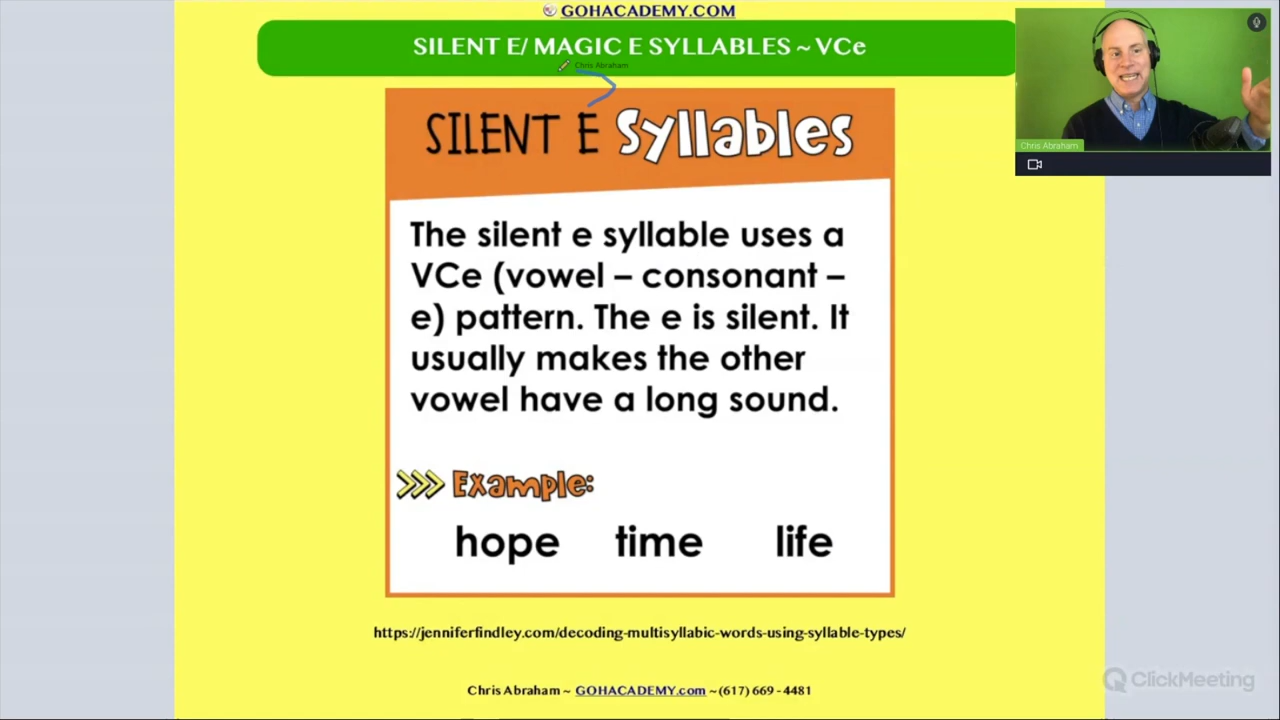 GOHACADEMY.COM
SILENT E/ MAGIC E SYLLABLES ~ VCe
Chris Abraham
SILENT E Syllables
The silent e syllable uses a
VCe (vowel – consonant –
e) pattern. The e is silent. It
usually makes the other
vowel have a long sound.
Example:
hope time life
https://jenniferfindley.com/decoding-multisyllabic-words-using-syllable-types/
Chris Abraham ~ GOHACADEMY.com ~(617) 669 - 4481
Chris Abraham
ClickMeeting